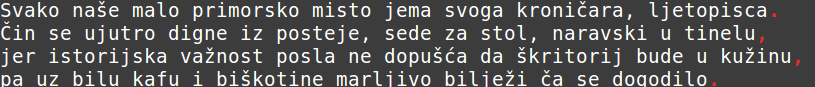 Svako naše malo primorsko misto jema svoga kroničara, ljetopisca.
Čin se ujutro digne iz posteje, sede za stol, naravski u tinelu,
jer istorijska važnost posla ne dopušća da škritorij bude u kužinu,
pa uz bilu kafu i biškotine marljivo bilježi ča se dogodilo.